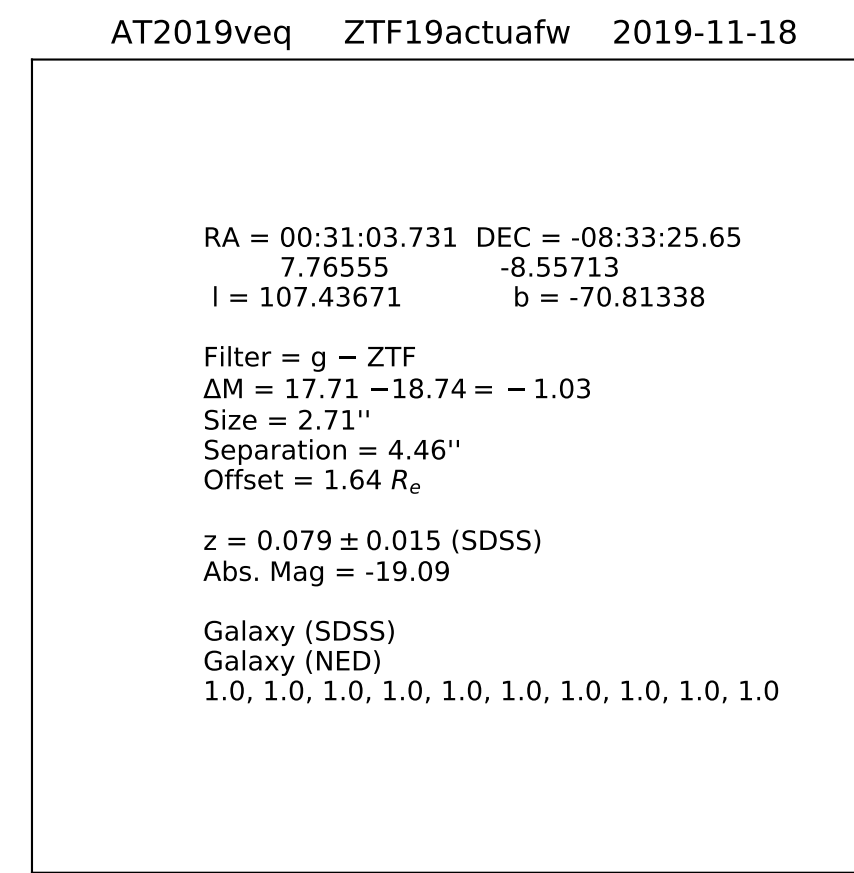 AT2019veq ZTF19actuafw 2019-11-18
RA = 00:31:03.731 DEC = -08:33:25.65
7.76555 -8.55713
l = 107.43671 b = -70.81338
Filter = g − ZTF
ΔM = 17.71 −18.74 = − 1.03
Size = 2.71''
Separation = 4.46''
Offset = 1.64 Rₑ
z = 0.079 ± 0.015 (SDSS)
Abs. Mag = -19.09
Galaxy (SDSS)
Galaxy (NED)
1.0, 1.0, 1.0, 1.0, 1.0, 1.0, 1.0, 1.0, 1.0, 1.0